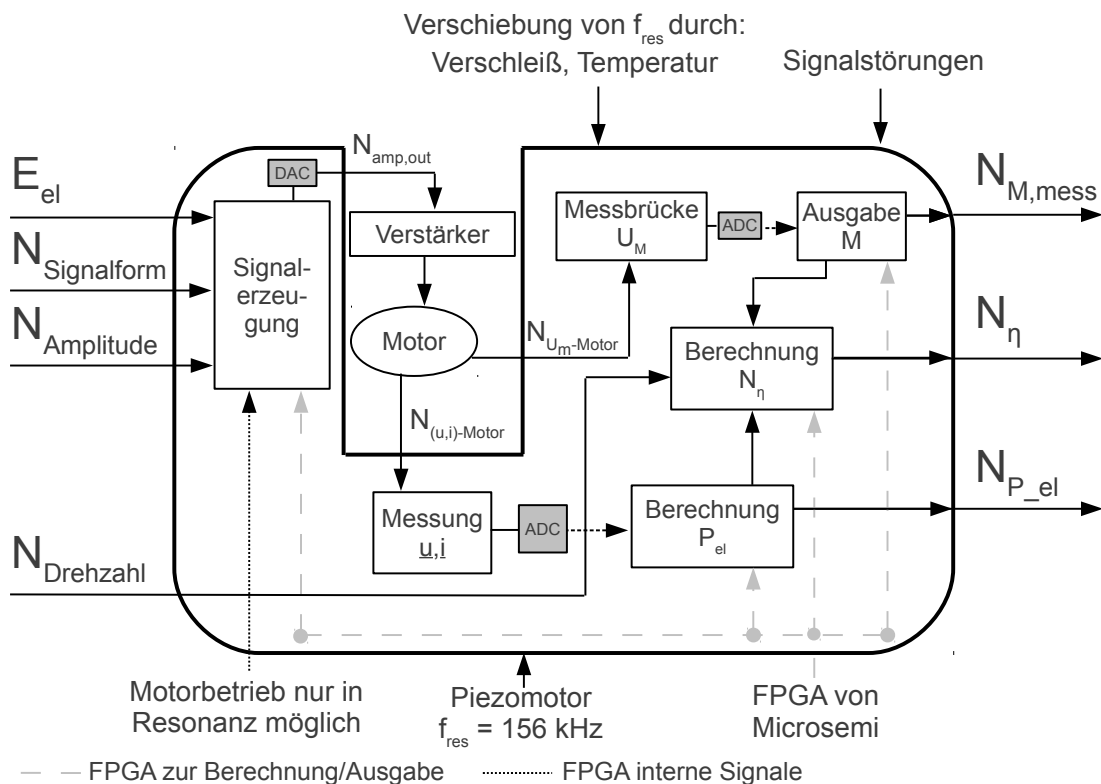 Verschiebung von f_res durch:
Verschleiß, Temperatur
Signalstörungen
E_el
N_Signalform
N_Amplitude
N_Drehzahl
DAC
N_amp,out
Signal-
erzeu-
gung
Verstärker
Motor
N_U_m-Motor
N_(u,i)-Motor
Messbrücke
U_M
ADC
Ausgabe
M
Berechnung
N_η
Messung
u,i
ADC
Berechnung
P_el
N_M,mess
N_η
N_P_el
Motorbetrieb nur in
Resonanz möglich
Piezomotor
f_res = 156 kHz
FPGA von
Microsemi
FPGA zur Berechnung/Ausgabe
FPGA interne Signale